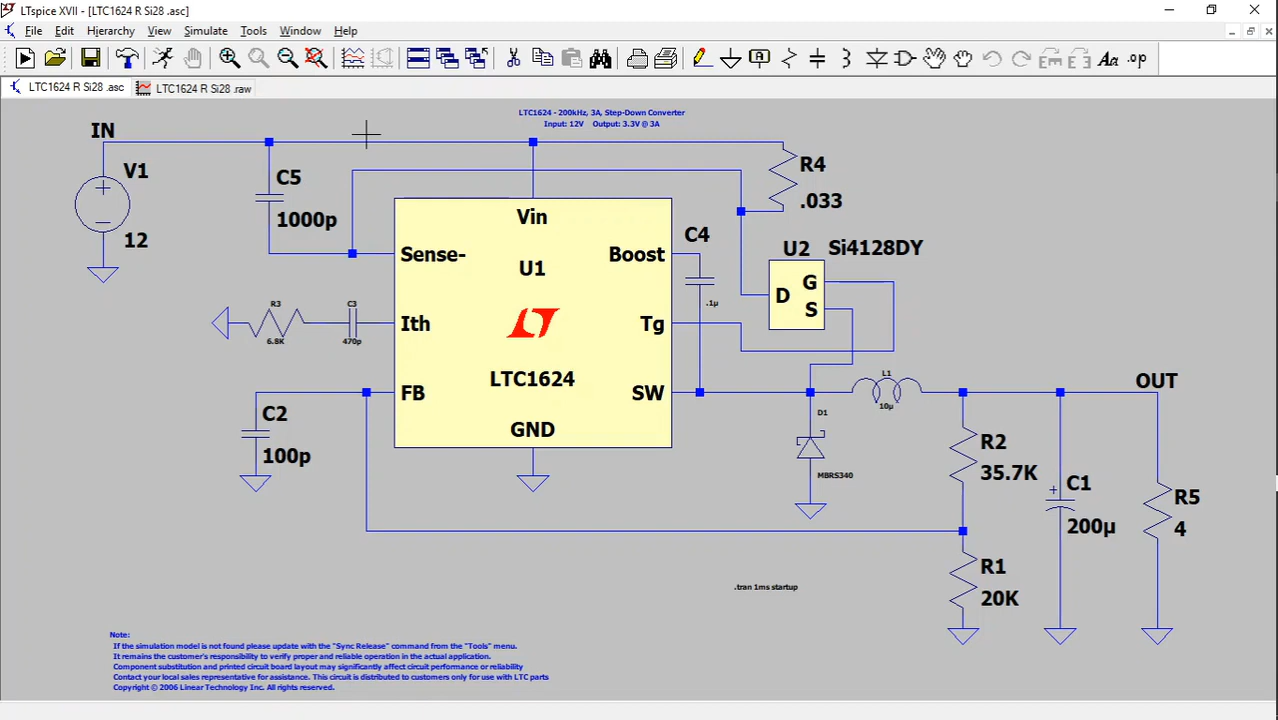 LTspice XVII - [LTC1624 R Si28 .asc]
File Edit Hierarchy View Simulate Tools Window Help
Aa .op
LTC1624 R Si28 .asc LTC1624 R Si28 .raw
LTC1624 - 200kHz, 3A, Step-Down Converter
Input: 12V Output: 3.3V @ 3A
IN
V1
12
C5
1000p
R4
.033
Vin
Sense-
Boost
U1
C4
.1µ
U2
Si4128DY
D
G
S
R3
6.8K
C3
470p
Ith
Tg
LTC1624
FB
SW
GND
C2
100p
L1
10µ
OUT
D1
MBRS340
R2
35.7K
C1
200µ
R5
4
R1
20K
.tran 1ms startup
Note:
If the simulation model is not found please update with the "Sync Release" command from the "Tools" menu.
It remains the customer's responsibility to verify proper and reliable operation in the actual application.
Component substitution and printed circuit board layout may significantly affect circuit performance or reliability
Contact your local sales representative for assistance. This circuit is distributed to customers only for use with LTC parts
Copyright © 2006 Linear Technology Inc. All rights reserved.